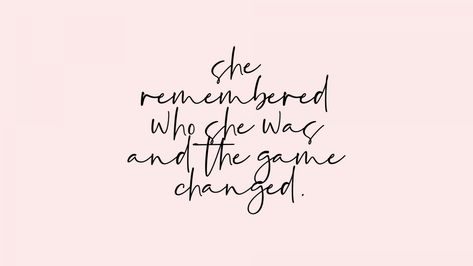 she
remembered
who she was
and the game
changed.